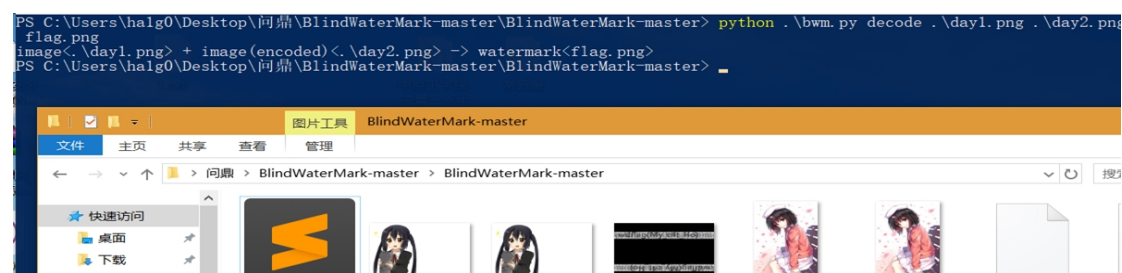 PS C:\Users\ha1g0\Desktop\问鼎\BlindWaterMark-master\BlindWaterMark-master> python .\bwm.py decode .\day1.png .\day2.png
flag.png
image<.\day1.png> + image(encoded)<.\day2.png> -> watermark<flag.png>
PS C:\Users\ha1g0\Desktop\问鼎\BlindWaterMark-master\BlindWaterMark-master>
图片工具 BlindWaterMark-master
文件 主页 共享 查看 管理
问鼎 > BlindWaterMark-master > BlindWaterMark-master
快速访问
桌面
下载